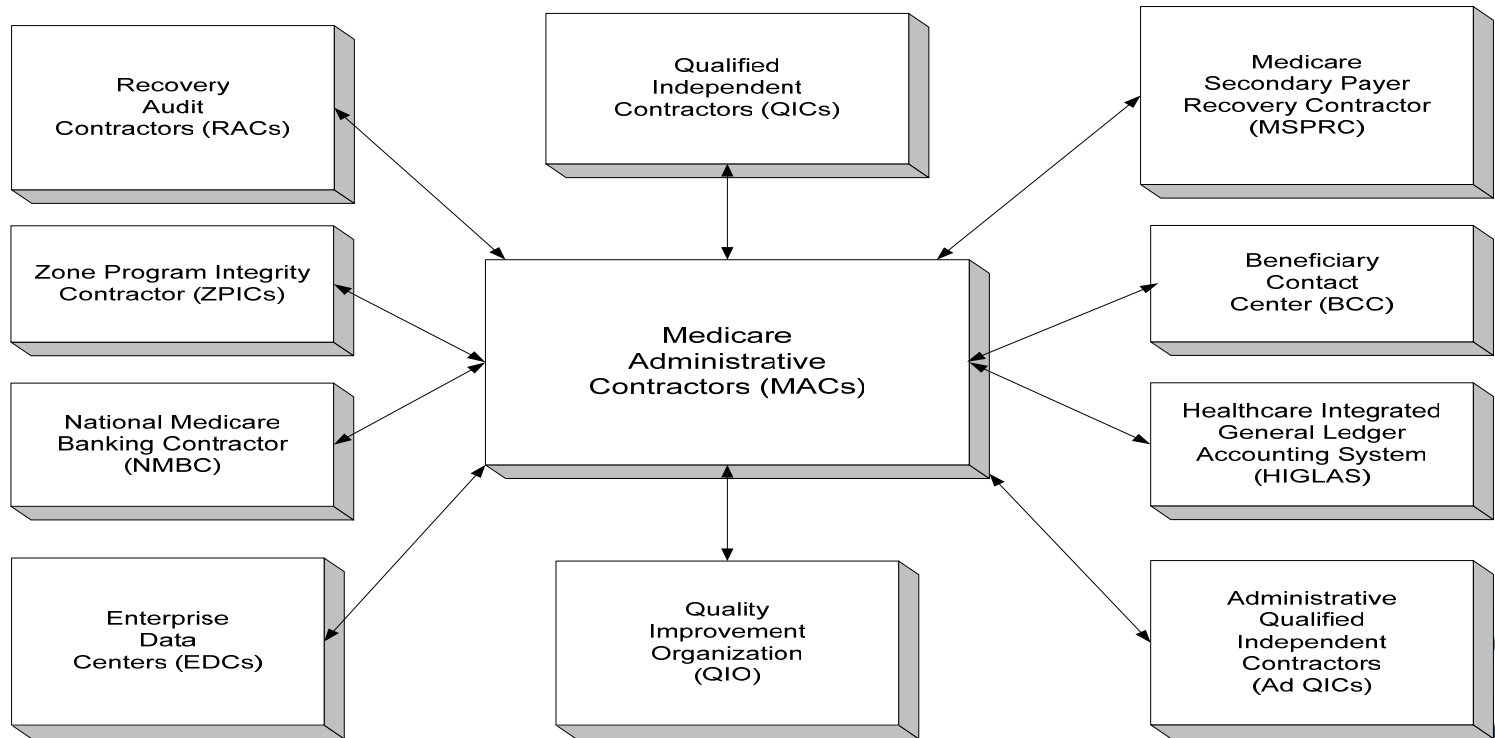 Recovery
Audit
Contractors (RACs)
Qualified
Independent
Contractors (QICs)
Medicare
Secondary Payer
Recovery Contractor
(MSPRC)
Zone Program Integrity
Contractor (ZPICs)
Medicare
Administrative
Contractors (MACs)
Beneficiary
Contact
Center (BCC)
National Medicare
Banking Contractor
(NMBC)
Healthcare Integrated
General Ledger
Accounting System
(HIGLAS)
Enterprise
Data
Centers (EDCs)
Quality
Improvement
Organization
(QIO)
Administrative
Qualified
Independent
Contractors
(Ad QICs)